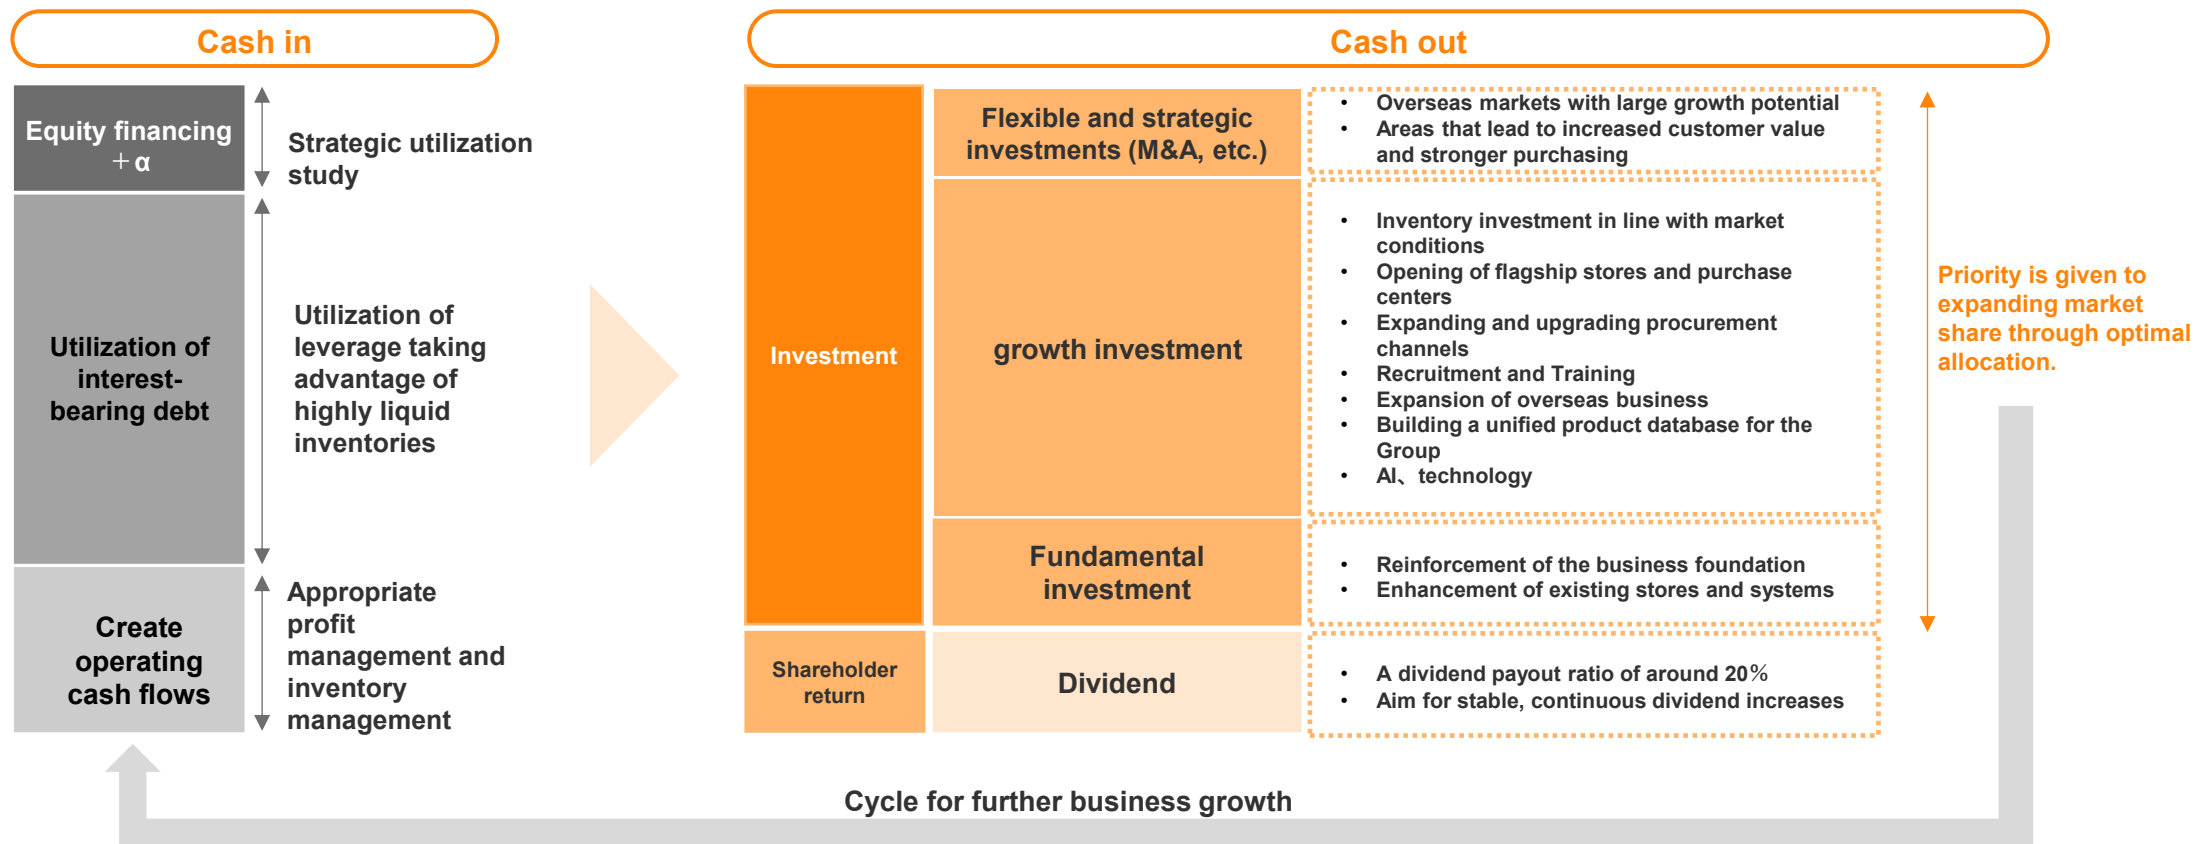 Cash in
Cash out
Equity financing
＋α
Strategic utilization
study
Utilization of
interest-
bearing debt
Utilization of
leverage taking
advantage of
highly liquid
inventories
Create
operating
cash flows
Appropriate
profit
management and
inventory
management
Investment
Flexible and strategic
investments (M&A, etc.)
• Overseas markets with large growth potential
• Areas that lead to increased customer value
and stronger purchasing
growth investment
• Inventory investment in line with market
conditions
• Opening of flagship stores and purchase
centers
• Expanding and upgrading procurement
channels
• Recruitment and Training
• Expansion of overseas business
• Building a unified product database for the
Group
• AI、technology
Fundamental
investment
• Reinforcement of the business foundation
• Enhancement of existing stores and systems
Shareholder
return
Dividend
• A dividend payout ratio of around 20％
• Aim for stable, continuous dividend increases
Priority is given to
expanding market
share through optimal
allocation.
Cycle for further business growth